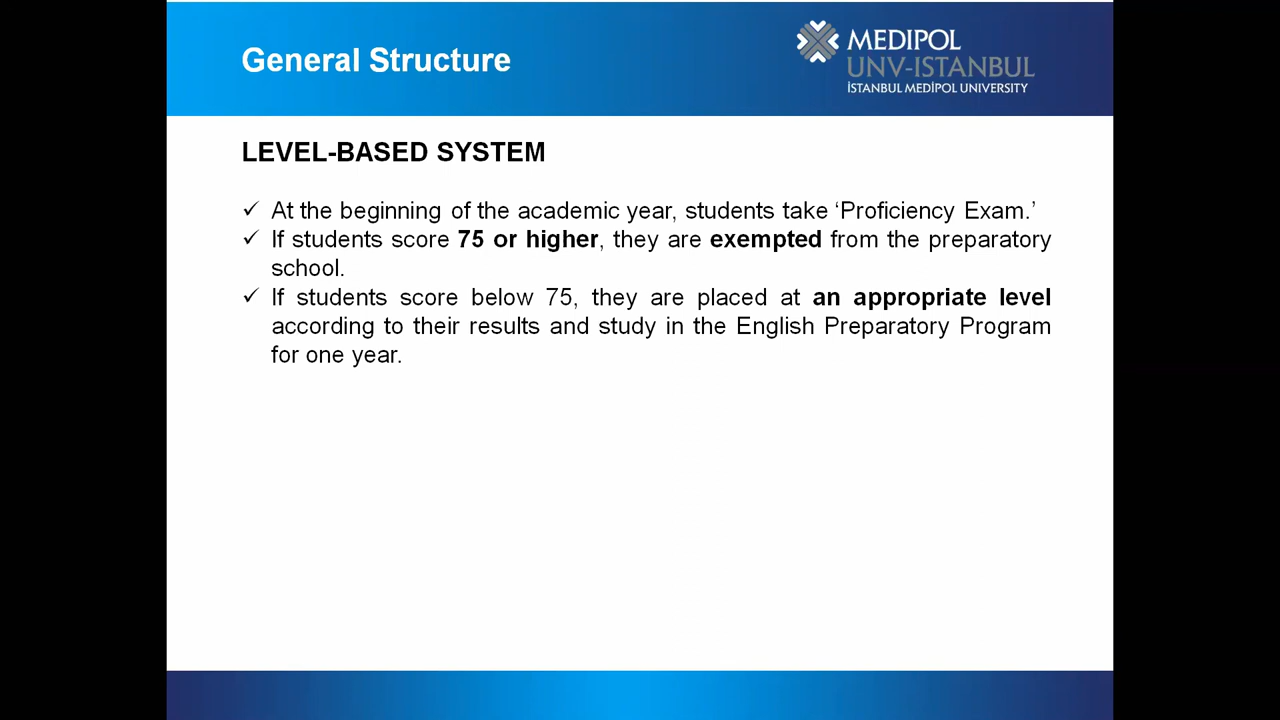 General Structure
MEDIPOL
UNV-ISTANBUL
İSTANBUL MEDİPOL UNIVERSITY
LEVEL-BASED SYSTEM
✓ At the beginning of the academic year, students take ‘Proficiency Exam.’
✓ If students score 75 or higher, they are exempted from the preparatory
school.
✓ If students score below 75, they are placed at an appropriate level
according to their results and study in the English Preparatory Program
for one year.